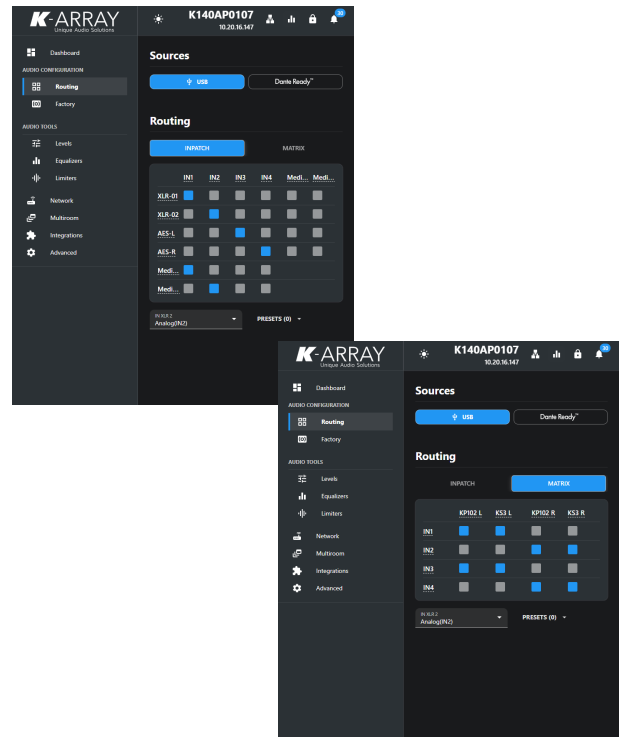 K-ARRAY
Unique Audio Solutions
K140AP0107
10.20.16.147
30
Dashboard
AUDIO CONFIGURATION
Routing
Factory
AUDIO TOOLS
Levels
Equalizers
Limiters
Network
Multiroom
Integrations
Advanced
Sources
USB
Dante Ready™
Routing
INPATCH MATRIX
IN1 IN2 IN3 IN4 Medi... Medi...
XLR-01
XLR-02
AES-L
AES-R
Medi...
Medi...
IN XLR 2
Analog(IN2)
PRESETS (0)
K-ARRAY
Unique Audio Solutions
K140AP0107
10.20.16.147
30
Dashboard
AUDIO CONFIGURATION
Routing
Factory
AUDIO TOOLS
Levels
Equalizers
Limiters
Network
Multiroom
Integrations
Advanced
Sources
USB
Dante Ready™
Routing
INPATCH MATRIX
KP102 L KS3 L KP102 R KS3 R
IN1
IN2
IN3
IN4
IN XLR 2
Analog(IN2)
PRESETS (0)